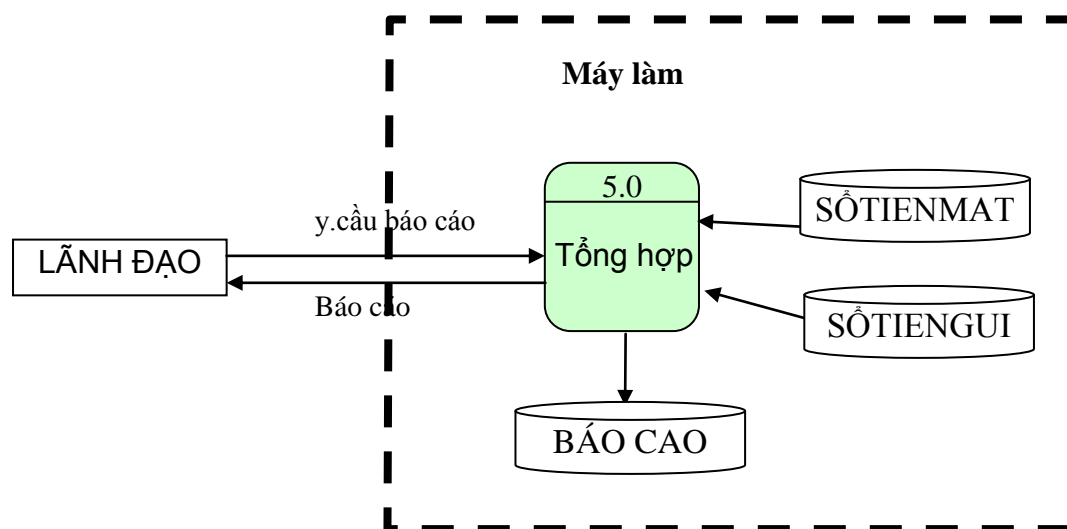 Máy làm
5.0
SỔTIENMAT
y.cầu báo cáo
LÃNH ĐẠO
Tổng hợp
Báo cáo
SỔTIENGUI
BÁO CAO